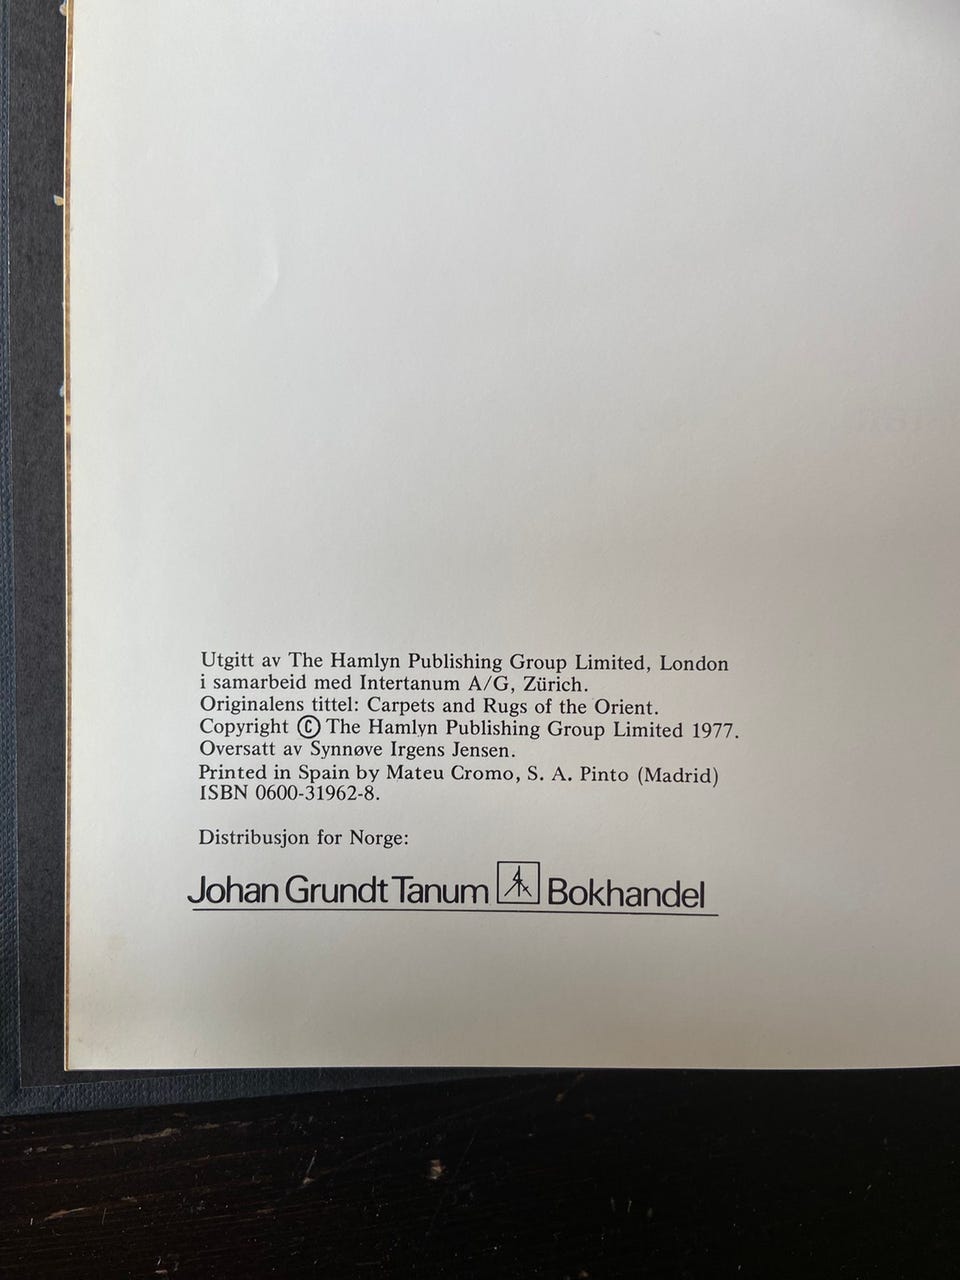 Utgitt av The Hamlyn Publishing Group Limited, London
i samarbeid med Intertanum A/G, Zürich.
Originalens tittel: Carpets and Rugs of the Orient.
Copyright © The Hamlyn Publishing Group Limited 1977.
Oversatt av Synnøve Irgens Jensen.
Printed in Spain by Mateu Cromo, S. A. Pinto (Madrid)
ISBN 0600-31962-8.
Distribusjon for Norge:
Johan Grundt Tanum Bokhandel